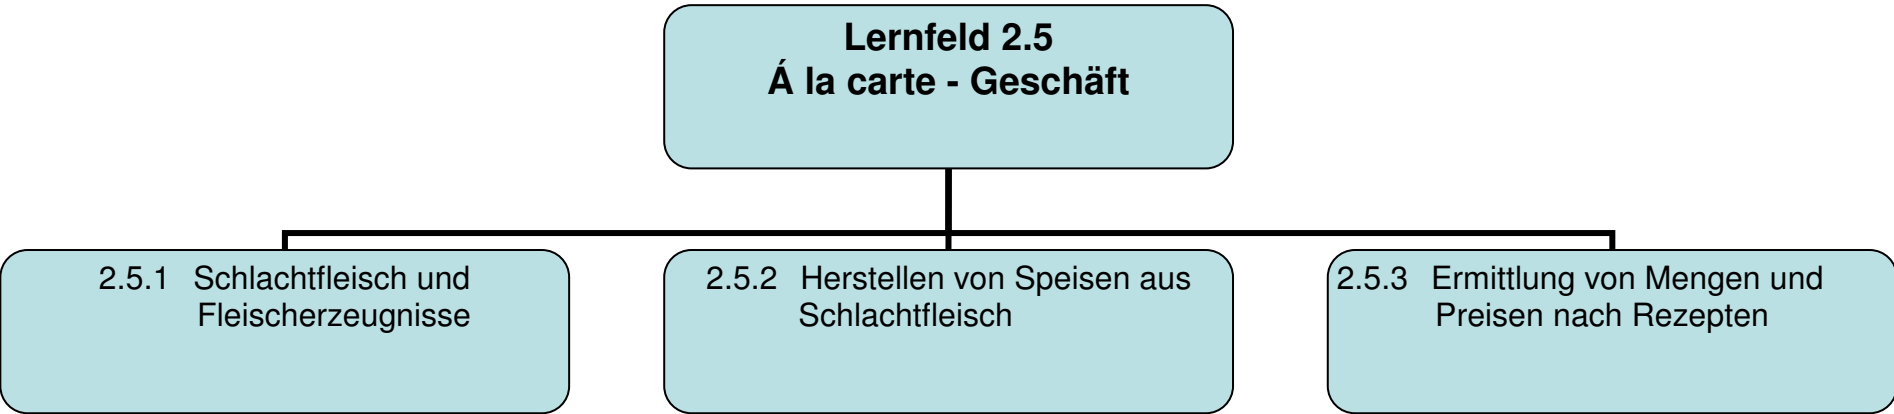 Lernfeld 2.5
Á la carte - Geschäft
2.5.1 Schlachtfleisch und
Fleischerzeugnisse
2.5.2 Herstellen von Speisen aus
Schlachtfleisch
2.5.3 Ermittlung von Mengen und
Preisen nach Rezepten